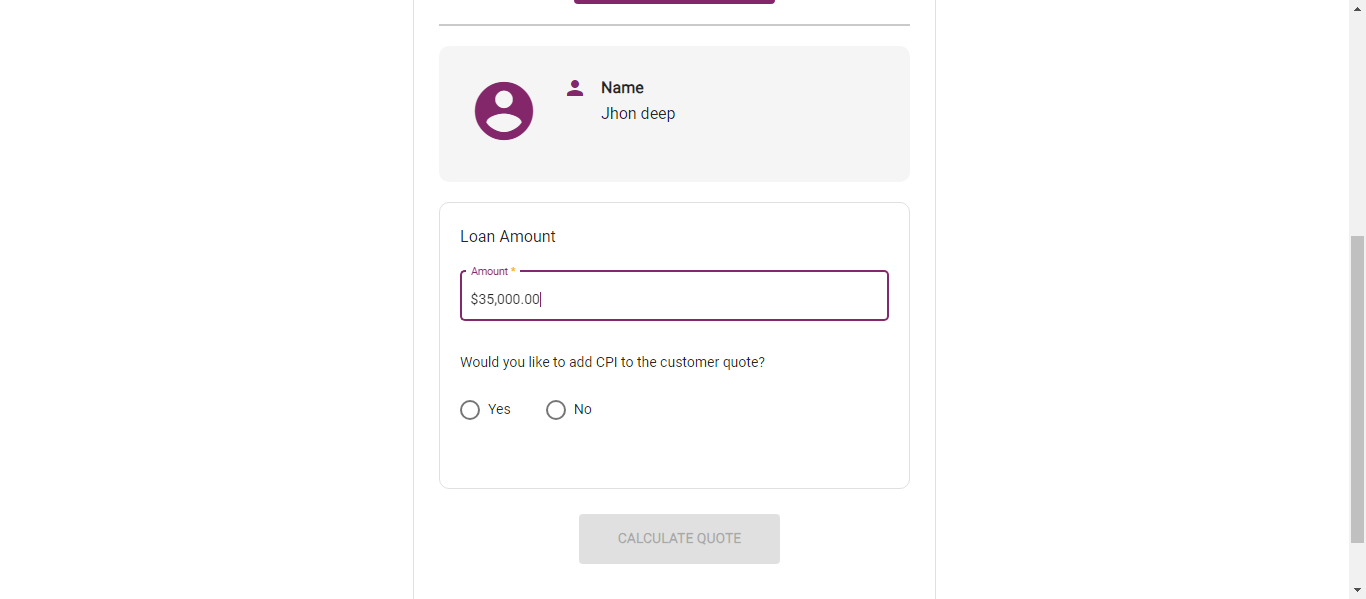 Name
Jhon deep
Loan Amount
Amount *
$35,000.00
Would you like to add CPI to the customer quote?
Yes No
CALCULATE QUOTE